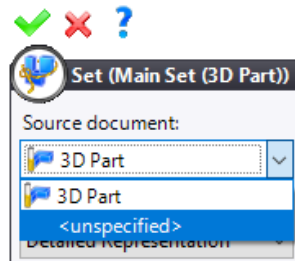 ?
Set (Main Set (3D Part))
Source document:
3D Part
3D Part
<unspecified>
Detailed Representation